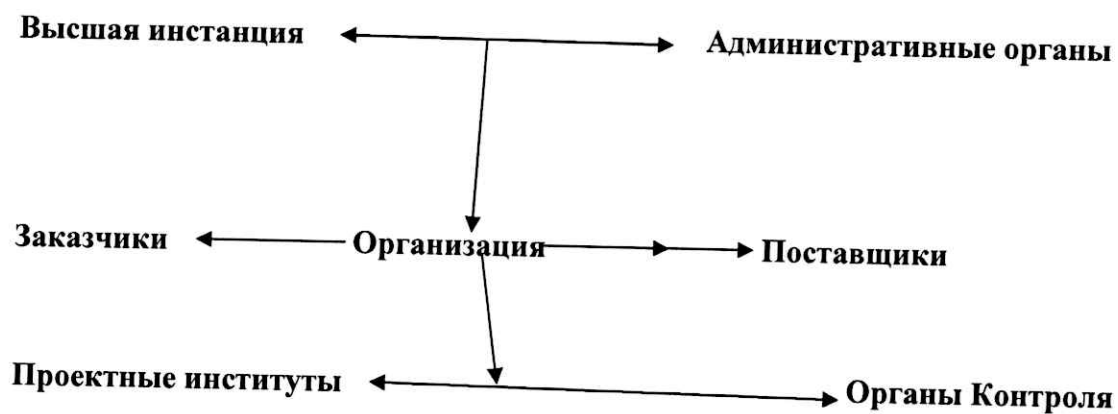 Высшая инстанция
Административные органы
Заказчики
Организация
Поставщики
Проектные институты
Органы Контроля